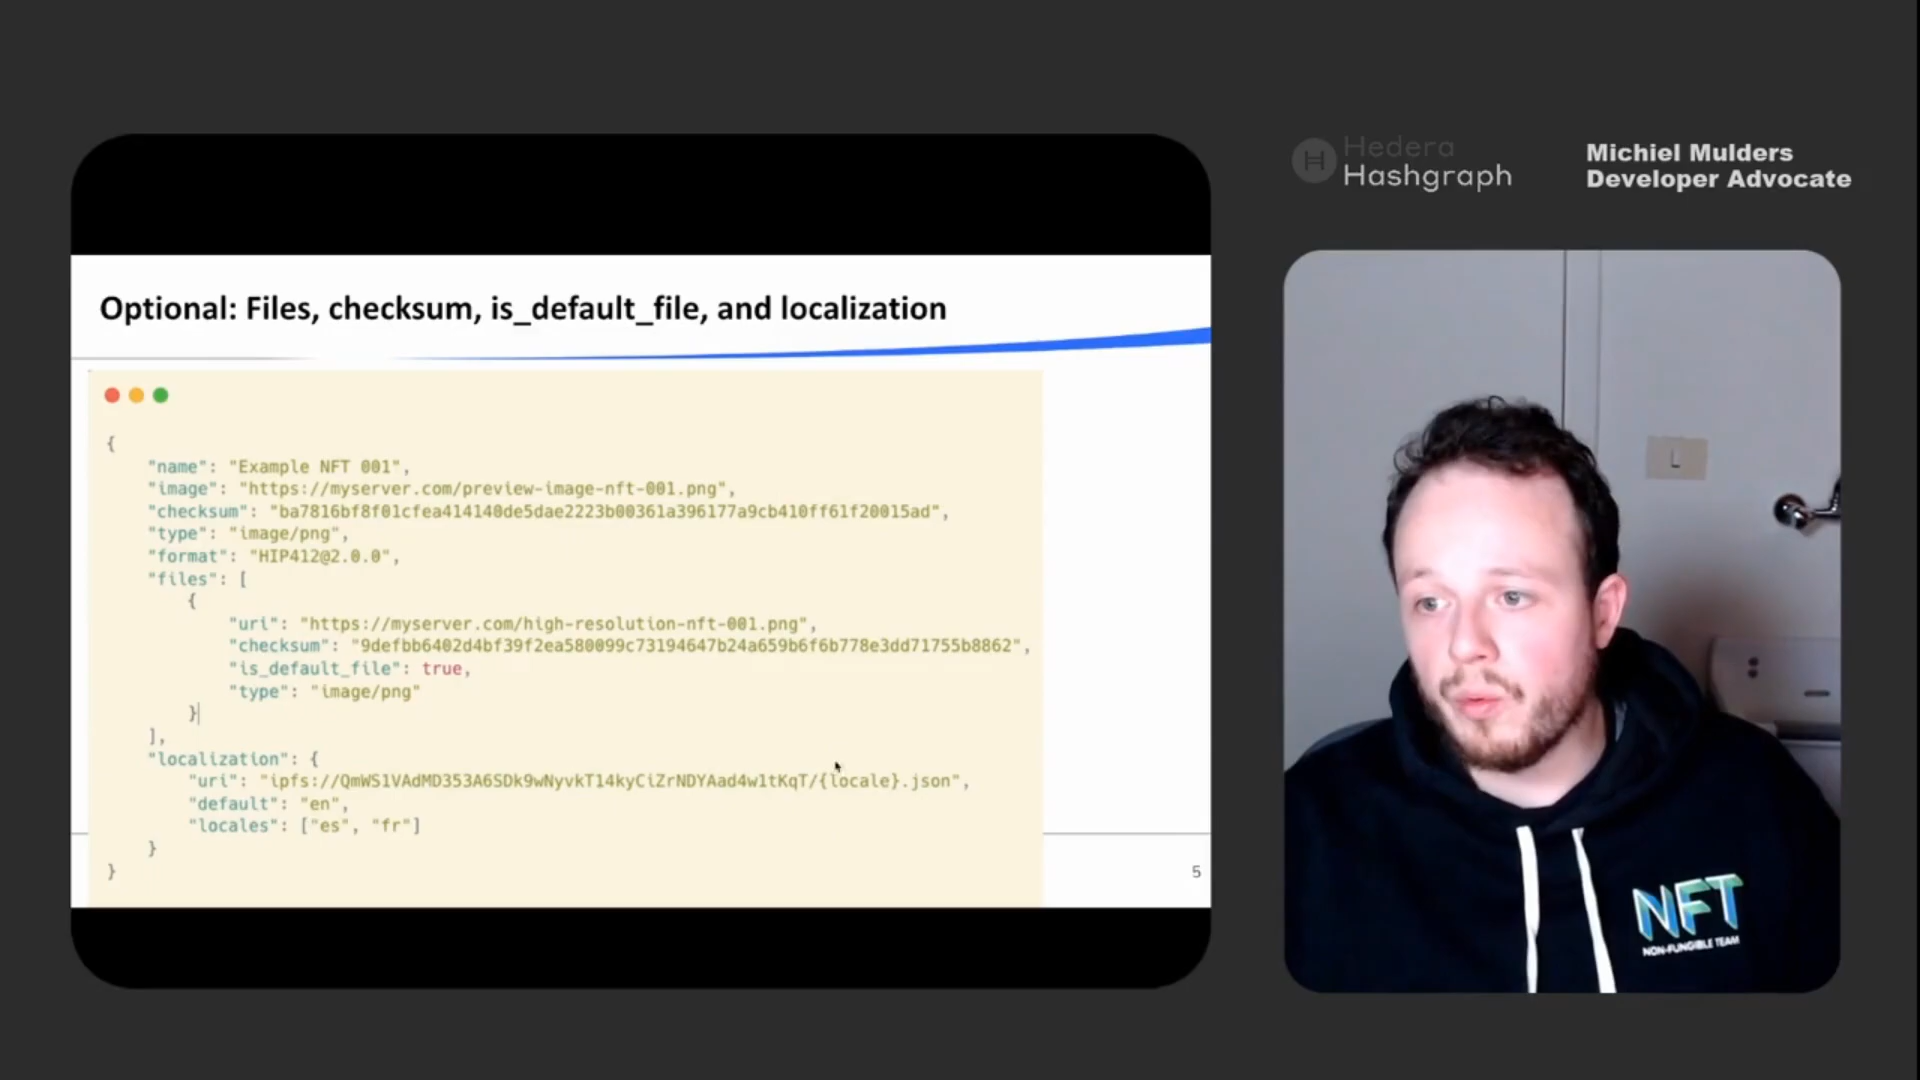 Hedera
Hashgraph
Michiel Mulders
Developer Advocate
Optional: Files, checksum, is_default_file, and localization
{
"name": "Example NFT 001",
"image": "https://myserver.com/preview-image-nft-001.png",
"checksum": "ba7816bf8f01cfea414140de5dae2223b00361a396177a9cb410ff61f20015ad",
"type": "image/png",
"format": "HIP412@2.0.0",
"files": [
{
"uri": "https://myserver.com/high-resolution-nft-001.png",
"checksum": "9defbb6402d4bf39f2ea580099c73194647b24a659b6f6b778e3dd71755b8862",
"is_default_file": true,
"type": "image/png"
}
],
"localization": {
"uri": "ipfs://QmWS1VAdMD353A6SDk9wNyvkT14kyCiZrNDYAad4w1tKqT/{locale}.json",
"default": "en",
"locales": ["es", "fr"]
}
}
5
NFT
NON-FUNGIBLE TEAM